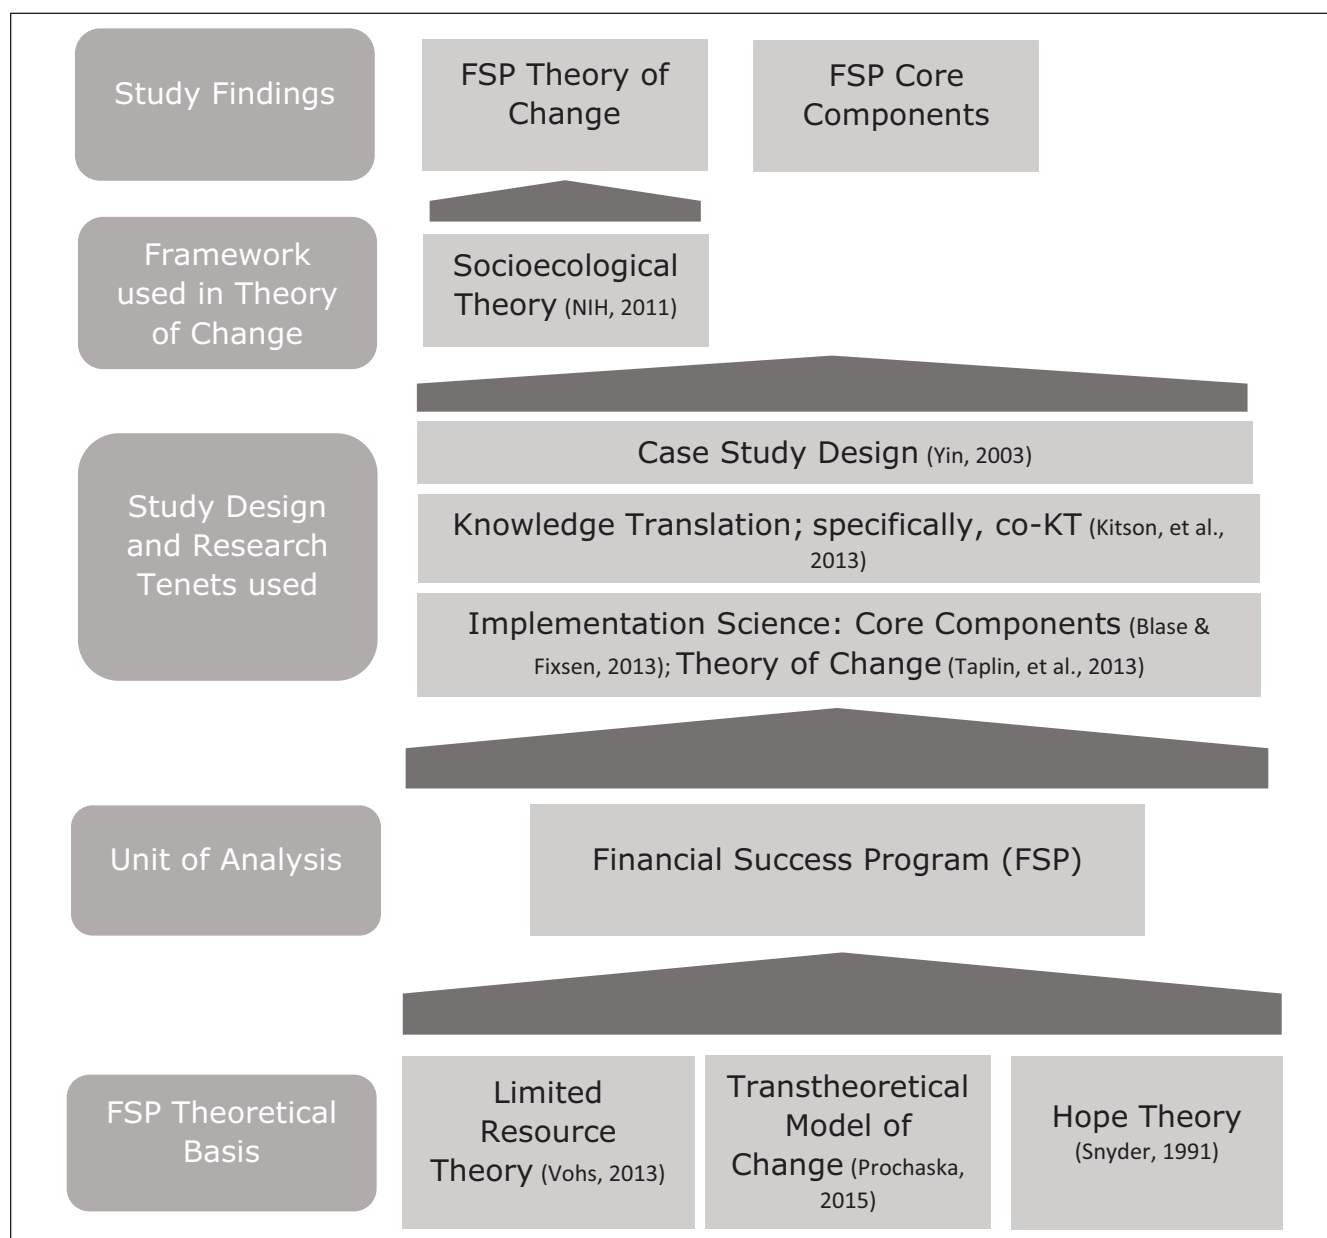 Study Findings
FSP Theory of
Change
FSP Core
Components
Framework
used in Theory
of Change
Socioecological
Theory (NIH, 2011)
Study Design
and Research
Tenets used
Case Study Design (Yin, 2003)
Knowledge Translation; specifically, co-KT (Kitson, et al.,
2013)
Implementation Science: Core Components (Blase &
Fixsen, 2013); Theory of Change (Taplin, et al., 2013)
Unit of Analysis
Financial Success Program (FSP)
FSP Theoretical
Basis
Limited
Resource
Theory (Vohs, 2013)
Transtheoretical
Model of
Change (Prochaska,
2015)
Hope Theory
(Snyder, 1991)